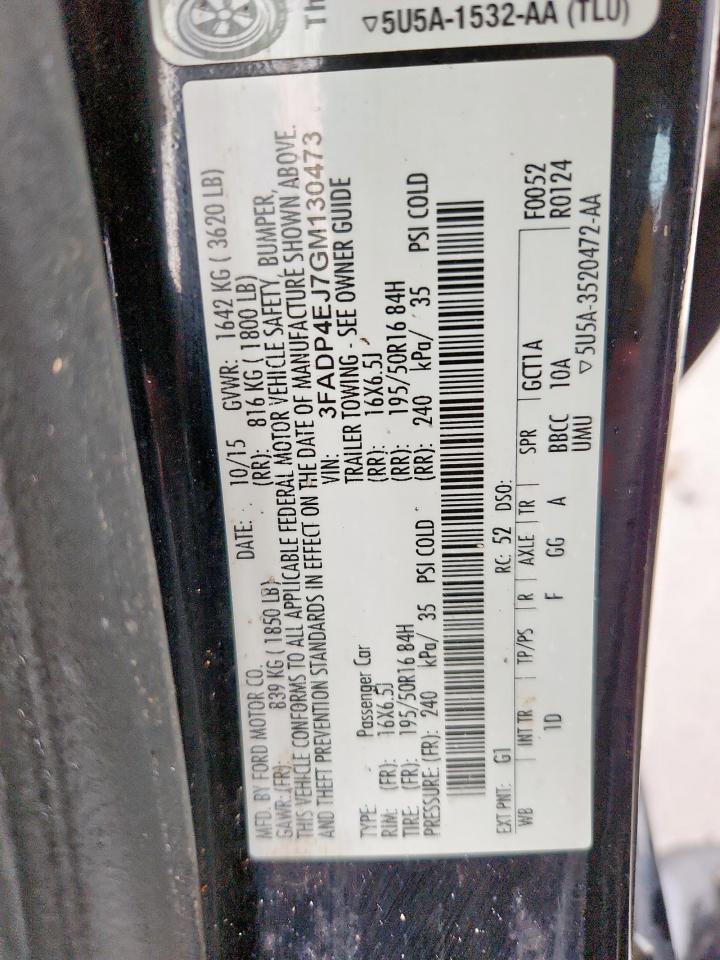 Th
▽5U5A-1532-AA (TLU)
MFD. BY FORD MOTOR CO. DATE: 10/15 GVWR: 1642 KG ( 3620 LB)
GAWR: (FR): 839 KG ( 1850 LB) (RR): 816 KG ( 1800 LB)
THIS VEHICLE CONFORMS TO ALL APPLICABLE FEDERAL MOTOR VEHICLE SAFETY, BUMPER,
AND THEFT PREVENTION STANDARDS IN EFFECT ON THE DATE OF MANUFACTURE SHOWN ABOVE.
VIN: 3FADP4EJ7GM130473
TYPE: Passenger Car TRAILER TOWING - SEE OWNER GUIDE
RIM: (FR): 16X6.5J (RR): 16X6.5J
TIRE: (FR): 195/50R16 84H (RR): 195/50R16 84H
PRESSURE: (FR): 240 kPa/ 35 PSI COLD (RR): 240 kPa/ 35 PSI COLD
EXT PNT: G1 RC: 52 DSO: F0052
WB INT TR TP/PS R AXLE TR SPR GCT1A R0124
1D F GG A BBCC 10A
UMU ▽5U5A-3520472-AA